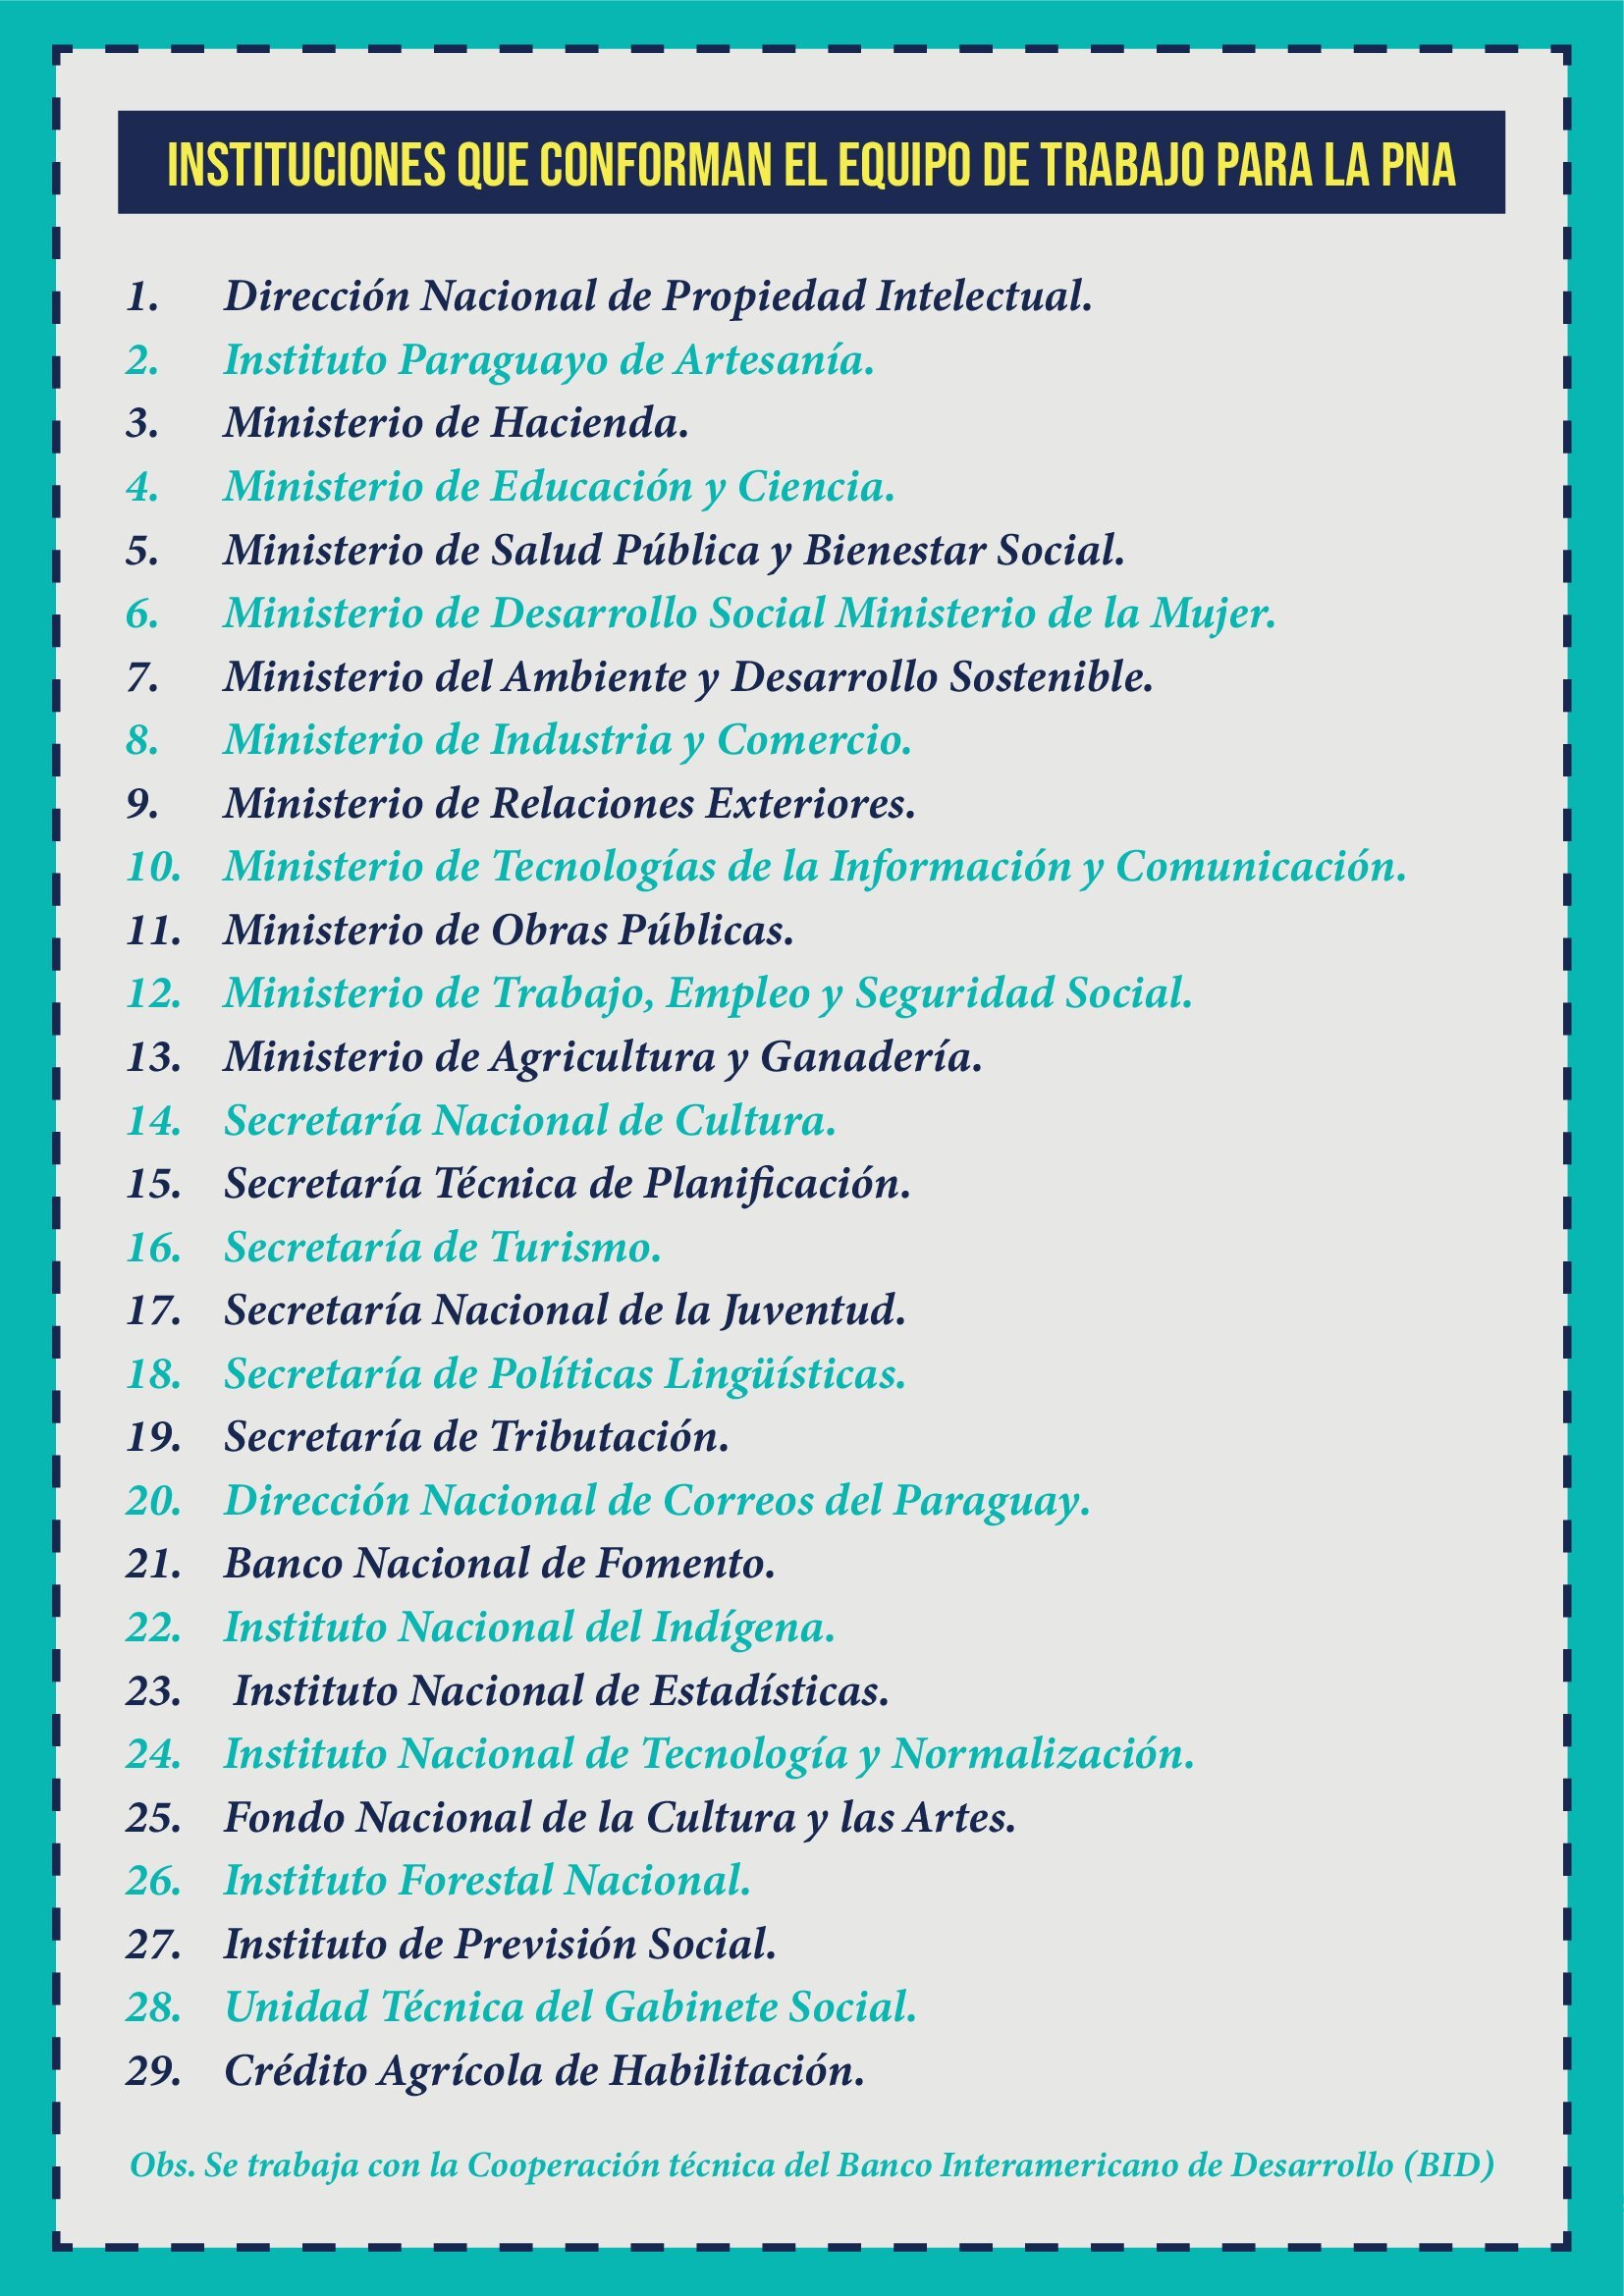 INSTITUCIONES QUE CONFORMAN EL EQUIPO DE TRABAJO PARA LA PNA
1. Dirección Nacional de Propiedad Intelectual.
2. Instituto Paraguayo de Artesanía.
3. Ministerio de Hacienda.
4. Ministerio de Educación y Ciencia.
5. Ministerio de Salud Pública y Bienestar Social.
6. Ministerio de Desarrollo Social Ministerio de la Mujer.
7. Ministerio del Ambiente y Desarrollo Sostenible.
8. Ministerio de Industria y Comercio.
9. Ministerio de Relaciones Exteriores.
10. Ministerio de Tecnologías de la Información y Comunicación.
11. Ministerio de Obras Públicas.
12. Ministerio de Trabajo, Empleo y Seguridad Social.
13. Ministerio de Agricultura y Ganadería.
14. Secretaría Nacional de Cultura.
15. Secretaría Técnica de Planificación.
16. Secretaría de Turismo.
17. Secretaría Nacional de la Juventud.
18. Secretaría de Políticas Lingüísticas.
19. Secretaría de Tributación.
20. Dirección Nacional de Correos del Paraguay.
21. Banco Nacional de Fomento.
22. Instituto Nacional del Indígena.
23. Instituto Nacional de Estadísticas.
24. Instituto Nacional de Tecnología y Normalización.
25. Fondo Nacional de la Cultura y las Artes.
26. Instituto Forestal Nacional.
27. Instituto de Previsión Social.
28. Unidad Técnica del Gabinete Social.
29. Crédito Agrícola de Habilitación.
Obs. Se trabaja con la Cooperación técnica del Banco Interamericano de Desarrollo (BID)